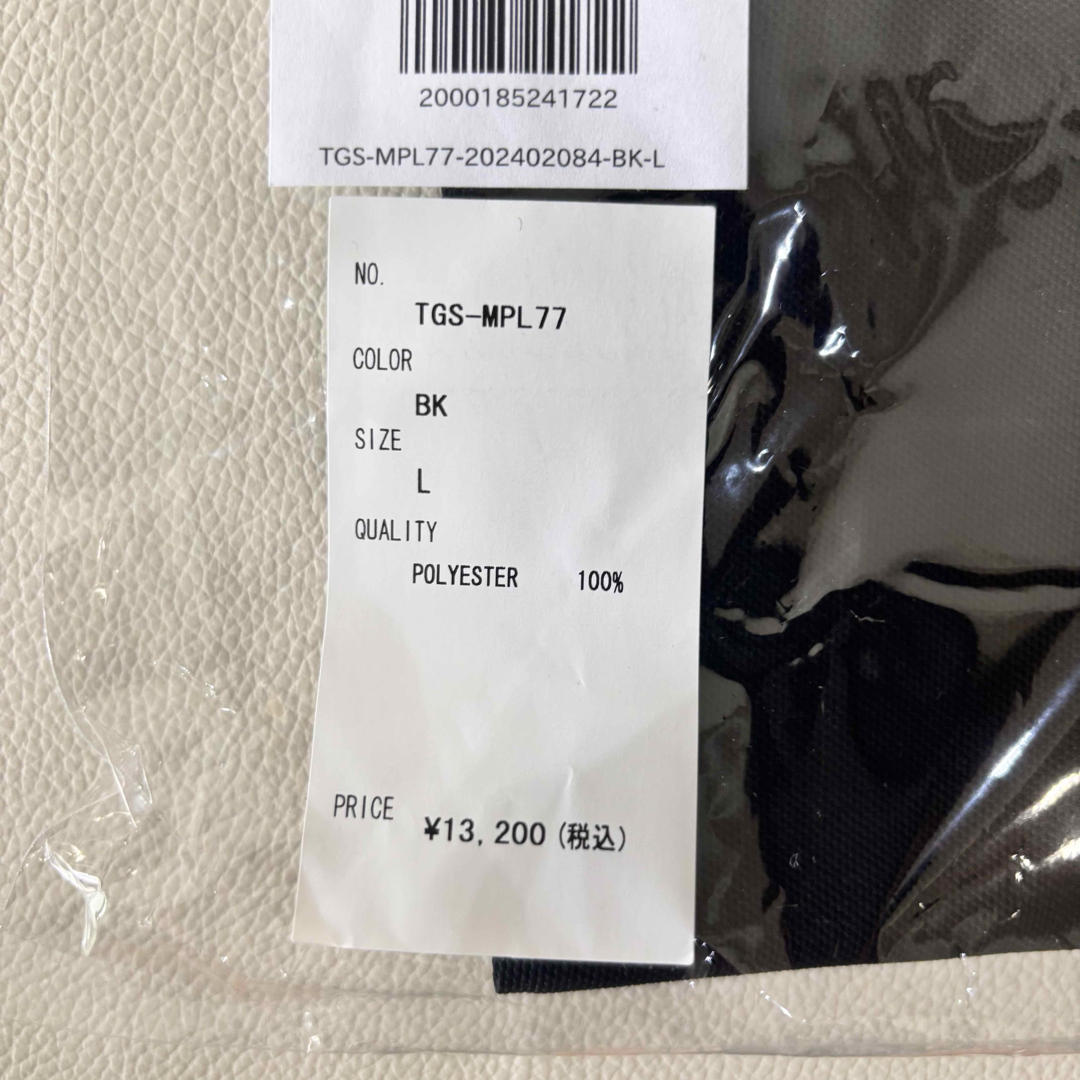 2000185241722
TGS-MPL77-202402084-BK-L
NO.
TGS-MPL77
COLOR
BK
SIZE
L
QUALITY
POLYESTER 100%
PRICE ¥13,200 (税込)